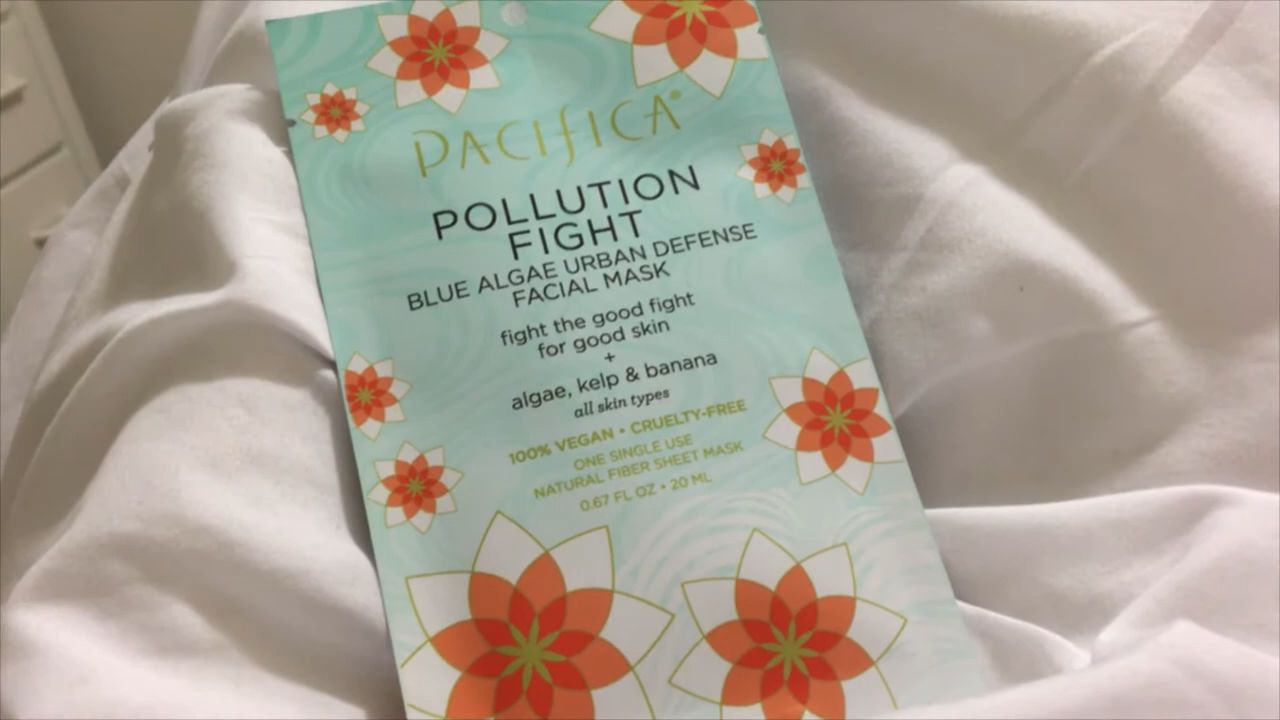 PACIFICA
POLLUTION
FIGHT
BLUE ALGAE URBAN DEFENSE
FACIAL MASK
fight the good fight
for good skin
+
algae, kelp & banana
all skin types
100% VEGAN • CRUELTY-FREE
ONE SINGLE USE
NATURAL FIBER SHEET MASK
0.67 FL OZ • 20 ML